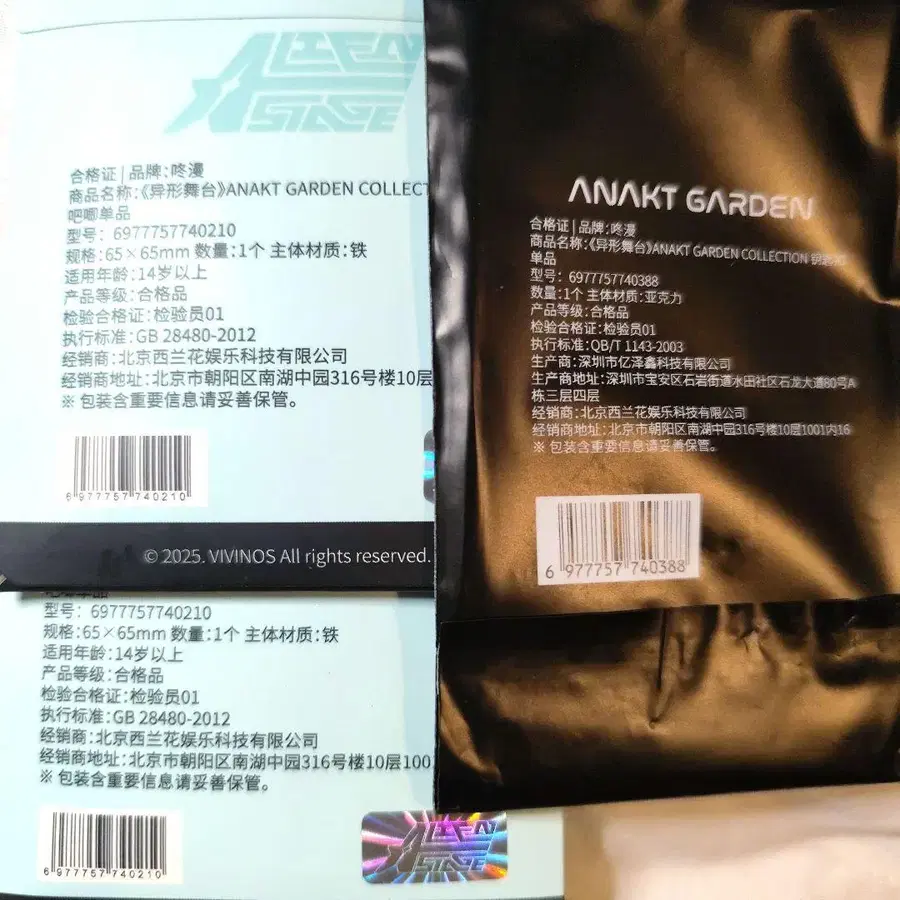 ALIEN
STAGE
合格证 | 品牌:咚漫
商品名称:《异形舞台》ANAKT GARDEN COLLECT
吧唧单品
型号: 6977757740210
规格:65×65mm 数量:1个 主体材质:铁
适用年龄:14岁以上
产品等级:合格品
检验合格证:检验员01
执行标准:GB 28480-2012
经销商:北京西兰花娱乐科技有限公司
经销商地址:北京市朝阳区南湖中园316号楼10层
※ 包装含重要信息请妥善保管。
6 977757 740210
© 2025. VIVINOS All rights reserved.
吧唧单品
型号: 6977757740210
规格:65×65mm 数量:1个 主体材质:铁
适用年龄:14岁以上
产品等级:合格品
检验合格证:检验员01
执行标准:GB 28480-2012
经销商:北京西兰花娱乐科技有限公司
经销商地址:北京市朝阳区南湖中园316号楼10层100
※ 包装含重要信息请妥善保管。
6 977757 740210
ALIEN
STAGE
ANAKT GARDEN
合格证 | 品牌:咚漫
商品名称:《异形舞台》ANAKT GARDEN COLLECTION
单品
型号: 6977757740388
数量:1个 主体材质:亚克力
产品等级:合格品
检验合格证:检验员01
执行标准:QB/T 1143-2003
生产商:深圳市亿泽鑫科技有限公司
生产商地址:深圳市宝安区石岩街道水田社区石龙大道80号A
栋三层四层
经销商:北京西兰花娱乐科技有限公司
经销商地址:北京市朝阳区南湖中园316号楼10层1001内16
※ 包装含重要信息请妥善保管。
6 977757 740388